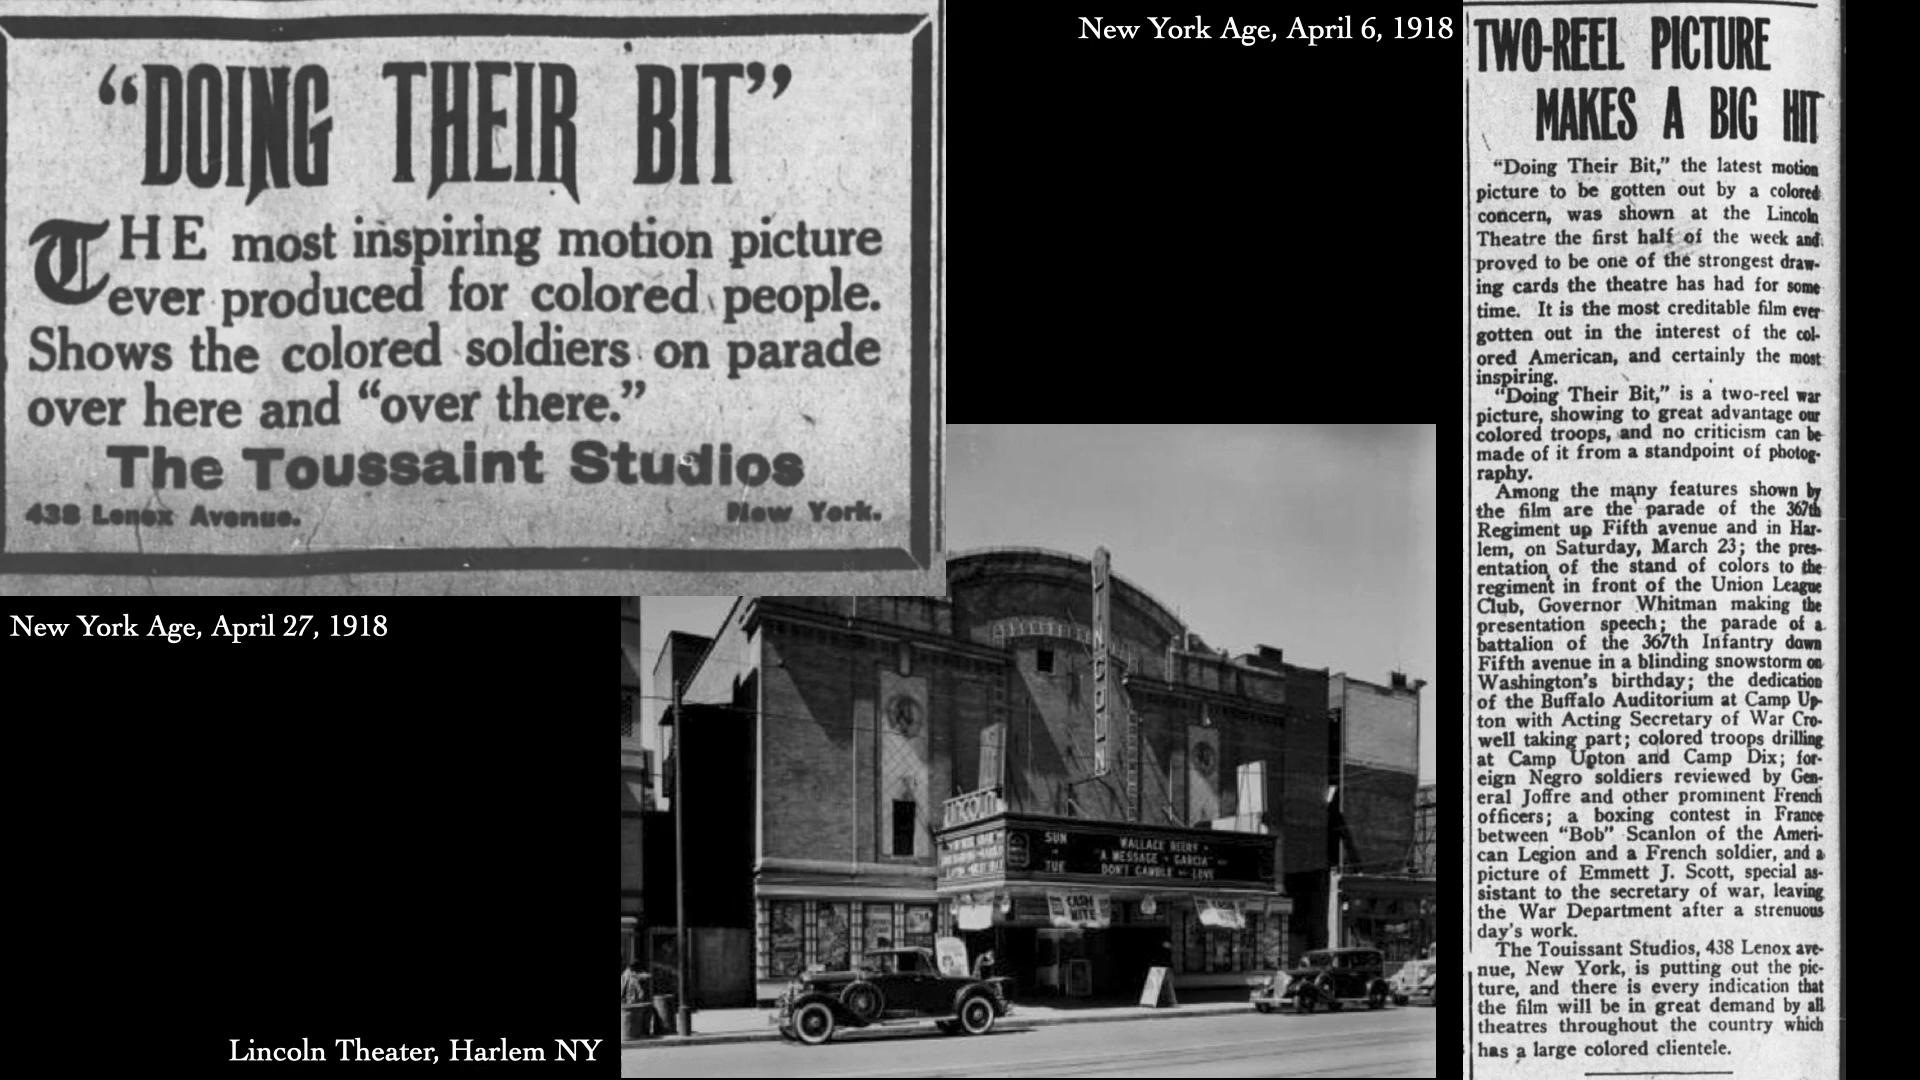 "DOING THEIR BIT"
THE most inspiring motion picture
ever produced for colored people.
Shows the colored soldiers on parade
over here and "over there."
The Toussaint Studios
438 Lenox Avenue. New York.
New York Age, April 27, 1918
New York Age, April 6, 1918
LINCOLN
LINCOLN
SUN
TUE
WALLACE BEERY
"A MESSAGE GARCIA"
DON'T GAMBLE LOVE
CASH
NITE
Lincoln Theater, Harlem NY
TWO-REEL PICTURE
MAKES A BIG HIT
"Doing Their Bit," the latest motion
picture to be gotten out by a colored
concern, was shown at the Lincoln
Theatre the first half of the week and
proved to be one of the strongest draw-
ing cards the theatre has had for some
time. It is the most creditable film ever
gotten out in the interest of the col-
ored American, and certainly the most
inspiring.
"Doing Their Bit," is a two-reel war
picture, showing to great advantage our
colored troops, and no criticism can be
made of it from a standpoint of photog-
raphy.
Among the many features shown by
the film are the parade of the 367th
Regiment up Fifth avenue and in Har-
lem, on Saturday, March 23; the pres-
entation of the stand of colors to the
regiment in front of the Union League
Club, Governor Whitman making the
presentation speech; the parade of a
battalion of the 367th Infantry down
Fifth avenue in a blinding snowstorm on
Washington's birthday; the dedication
of the Buffalo Auditorium at Camp Up-
ton with Acting Secretary of War Cro-
well taking part; colored troops drilling
at Camp Upton and Camp Dix; for-
eign Negro soldiers reviewed by Gen-
eral Joffre and other prominent French
officers; a boxing contest in France
between "Bob" Scanlon of the Ameri-
can Legion and a French soldier, and a
picture of Emmett J. Scott, special as-
sistant to the secretary of war, leaving
the War Department after a strenuous
day's work.
The Touissant Studios, 438 Lenox ave-
nue, New York, is putting out the pic-
ture, and there is every indication that
the film will be in great demand by all
theatres throughout the country which
has a large colored clientele.